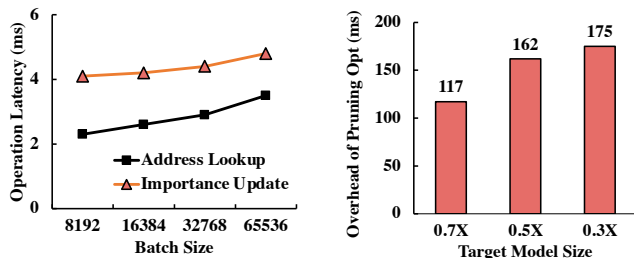 Operation Latency (ms)
6
4
2
0
Address Lookup
Importance Update
8192 16384 32768 65536
Batch Size
Overhead of Pruning Opt (ms)
200
150
100
50
0
117
162
175
0.7X 0.5X 0.3X
Target Model Size